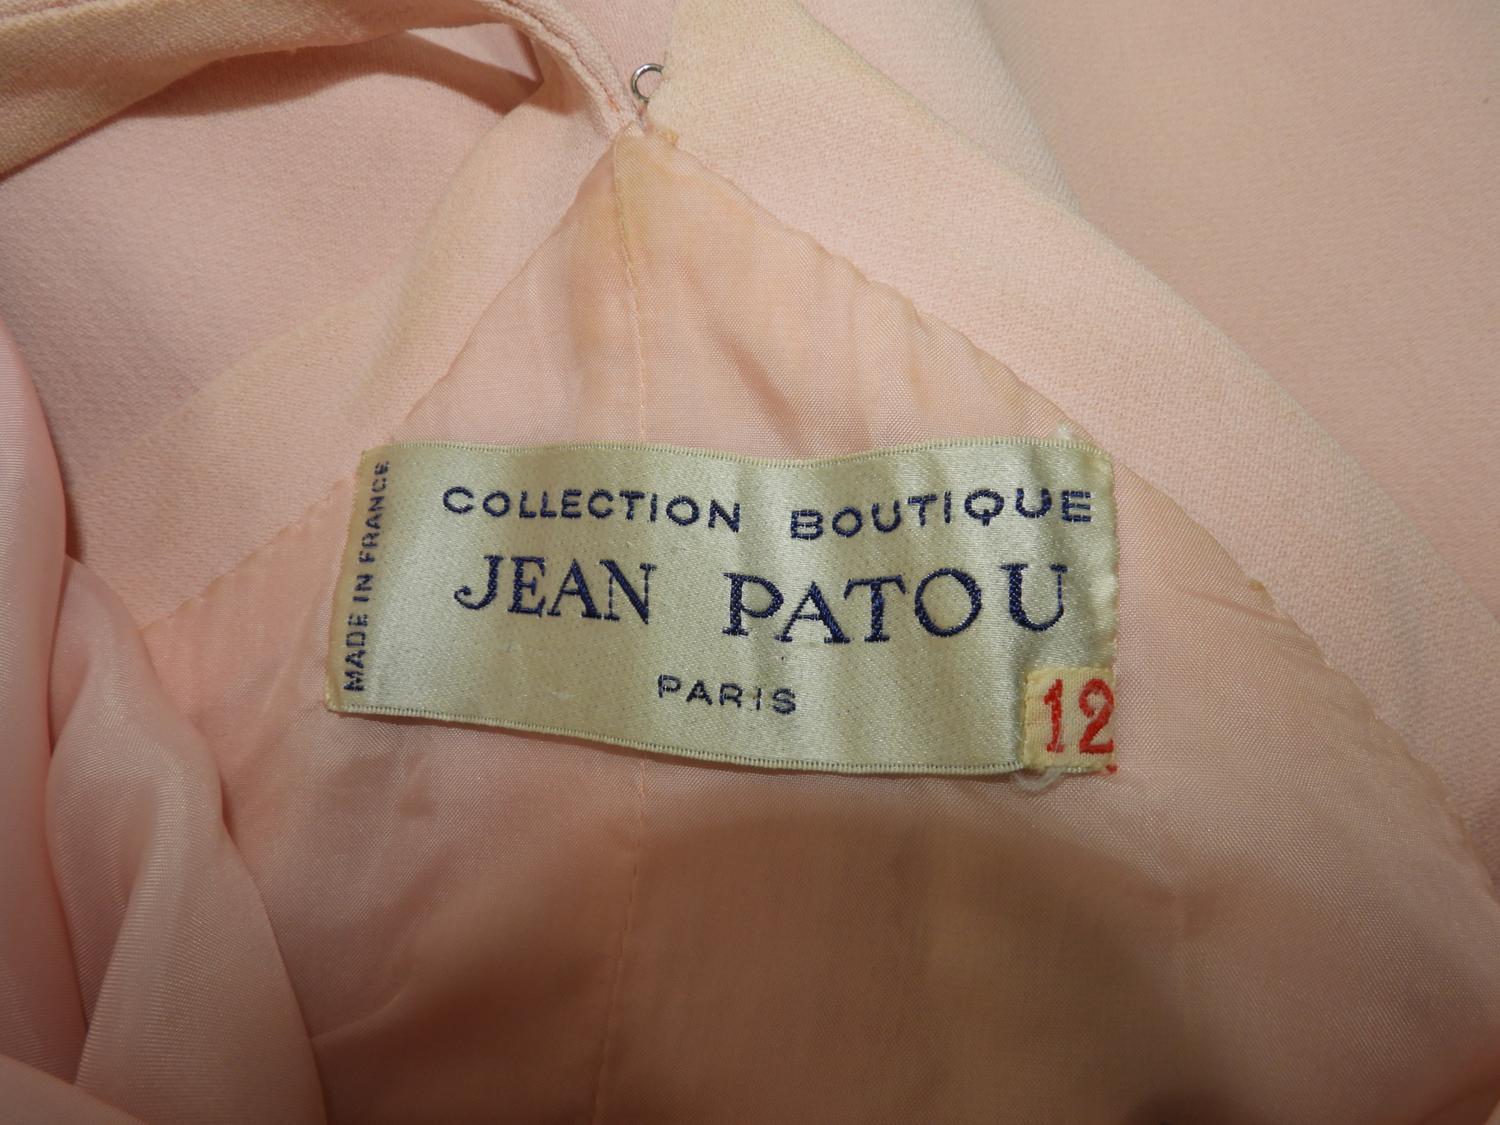 MADE IN FRANCE
COLLECTION BOUTIQUE
JEAN PATOU
PARIS
12